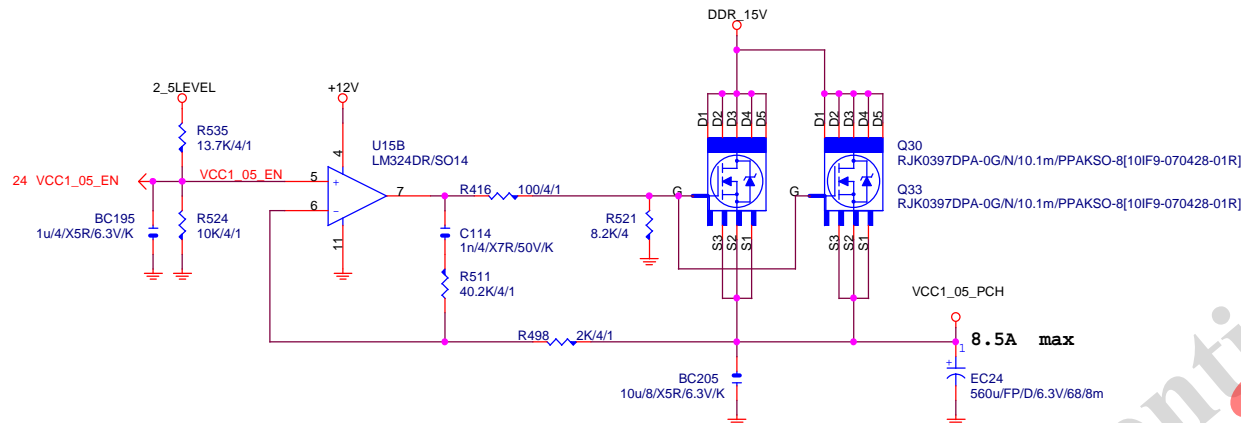 DDR_15V
2_5LEVEL
+12V
R535
13.7K/4/1
U15B
LM324DR/SO14
D1
D2
D3
D4
D5
D1
D2
D3
D4
D5
Q30
RJK0397DPA-0G/N/10.1m/PPAKSO-8[10IF9-070428-01R]
Q33
RJK0397DPA-0G/N/10.1m/PPAKSO-8[10IF9-070428-01R]
24 VCC1_05_EN
VCC1_05_EN
4
5
+
6
−
7
11
R416
100/4/1
G
G
BC195
1u/4/X5R/6.3V/K
R524
10K/4/1
C114
1n/4/X7R/50V/K
R521
8.2K/4
S3
S2
S1
S3
S2
S1
R511
40.2K/4/1
VCC1_05_PCH
R498
2K/4/1
1
8.5A max
BC205
10u/8/X5R/6.3V/K
+
EC24
560u/FP/D/6.3V/68/8m